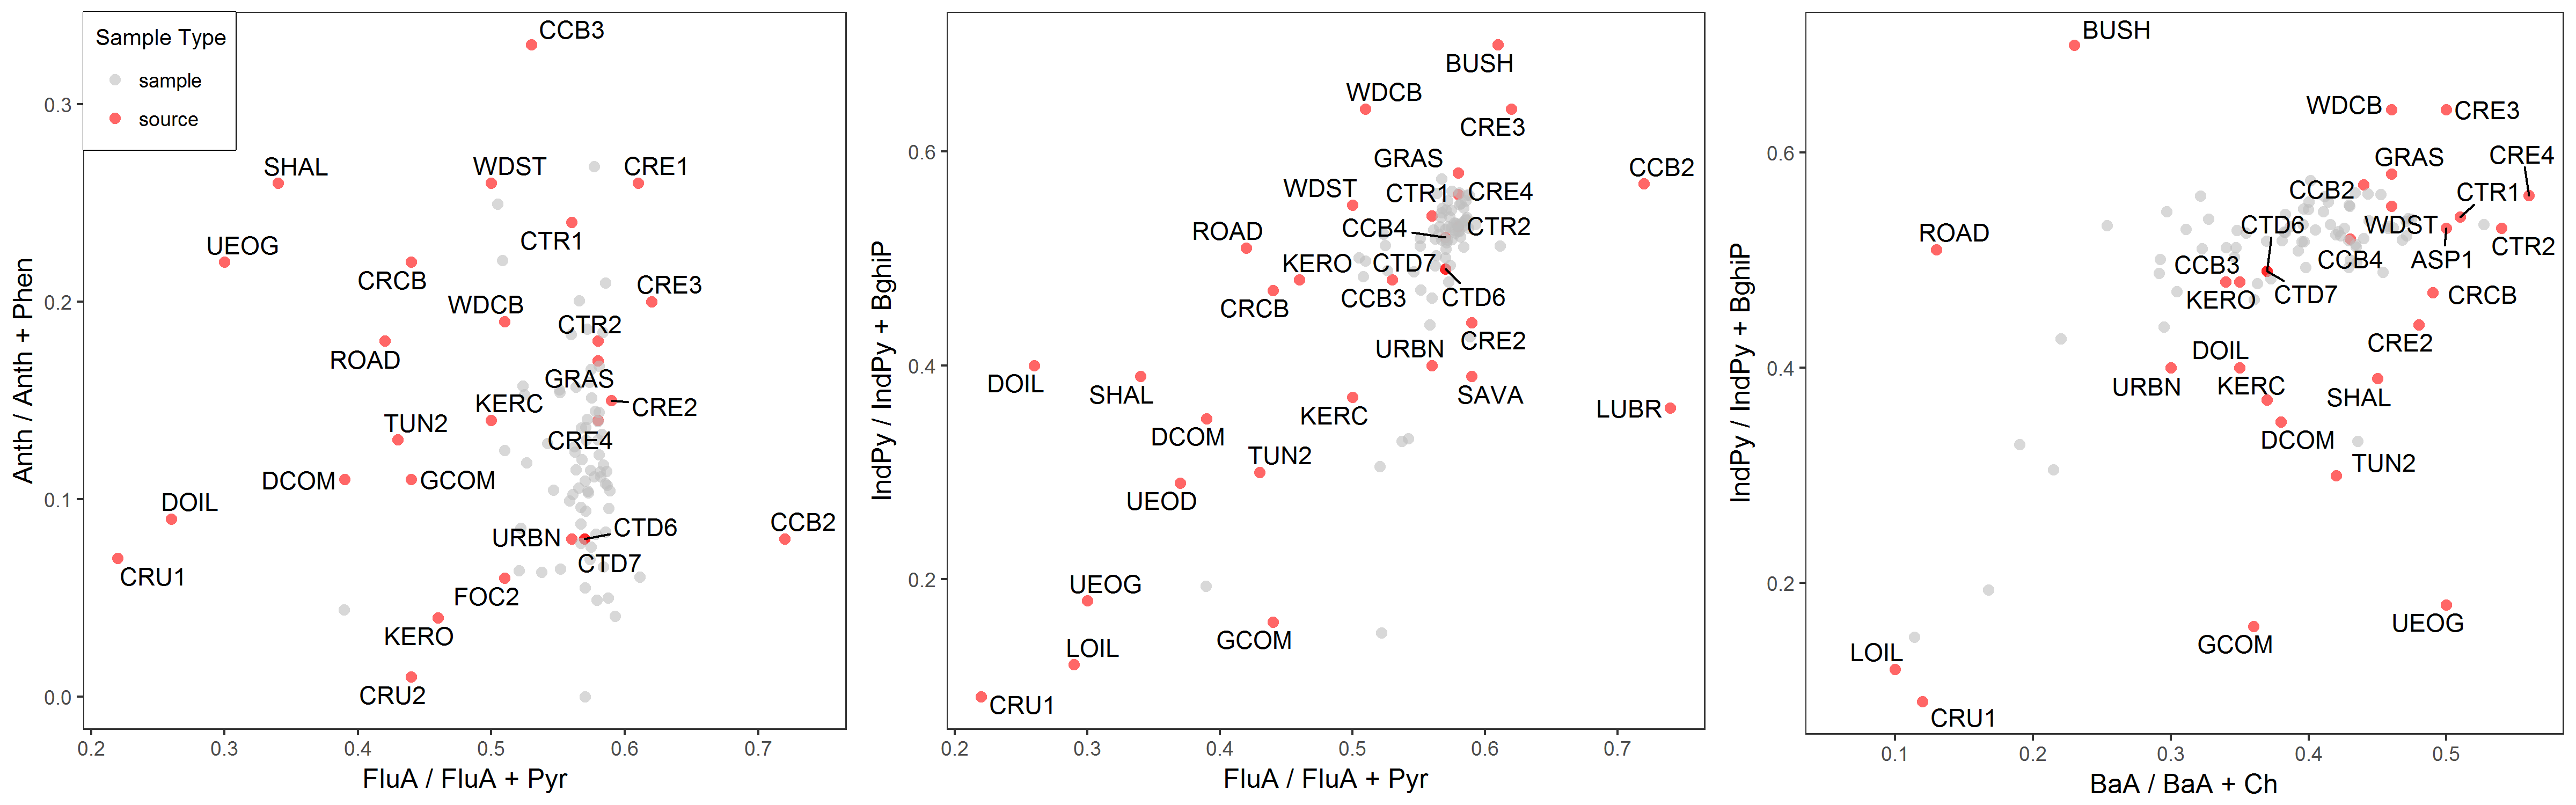 Sample Type
sample
source
CCB3
SHAL
WDST
CRE1
UEOG
CTR1
CRCB
CRE3
WDCB
CTR2
ROAD
GRAS
KERC
CRE2
TUN2
CRE4
DCOM
GCOM
DOIL
CCB2
URBN
CTD6
CTD7
CRU1
FOC2
KERO
CRU2
0.3
0.2
0.1
0.0
0.2
0.3
0.4
0.5
0.6
0.7
Anth / Anth + Phen
FluA / FluA + Pyr
BUSH
WDCB
CRE3
GRAS
CCB2
WDST
CTR1
CRE4
CCB4
CTR2
ROAD
KERO
CTD7
CRCB
CCB3
CTD6
CRE2
URBN
DOIL
SHAL
SAVA
KERC
LUBR
DCOM
TUN2
UEOD
UEOG
GCOM
LOIL
CRU1
0.6
0.4
0.2
0.2
0.3
0.4
0.5
0.6
0.7
IndPy / IndPy + BghiP
FluA / FluA + Pyr
BUSH
WDCB
CRE3
GRAS
CRE4
CCB2
CTR1
CTD6
WDST
ROAD
CTR2
CCB3
CCB4
ASP1
KERO
CTD7
CRCB
CRE2
DOIL
URBN
KERC
SHAL
DCOM
TUN2
UEOG
GCOM
LOIL
CRU1
0.6
0.4
0.2
0.1
0.2
0.3
0.4
0.5
IndPy / IndPy + BghiP
BaA / BaA + Ch